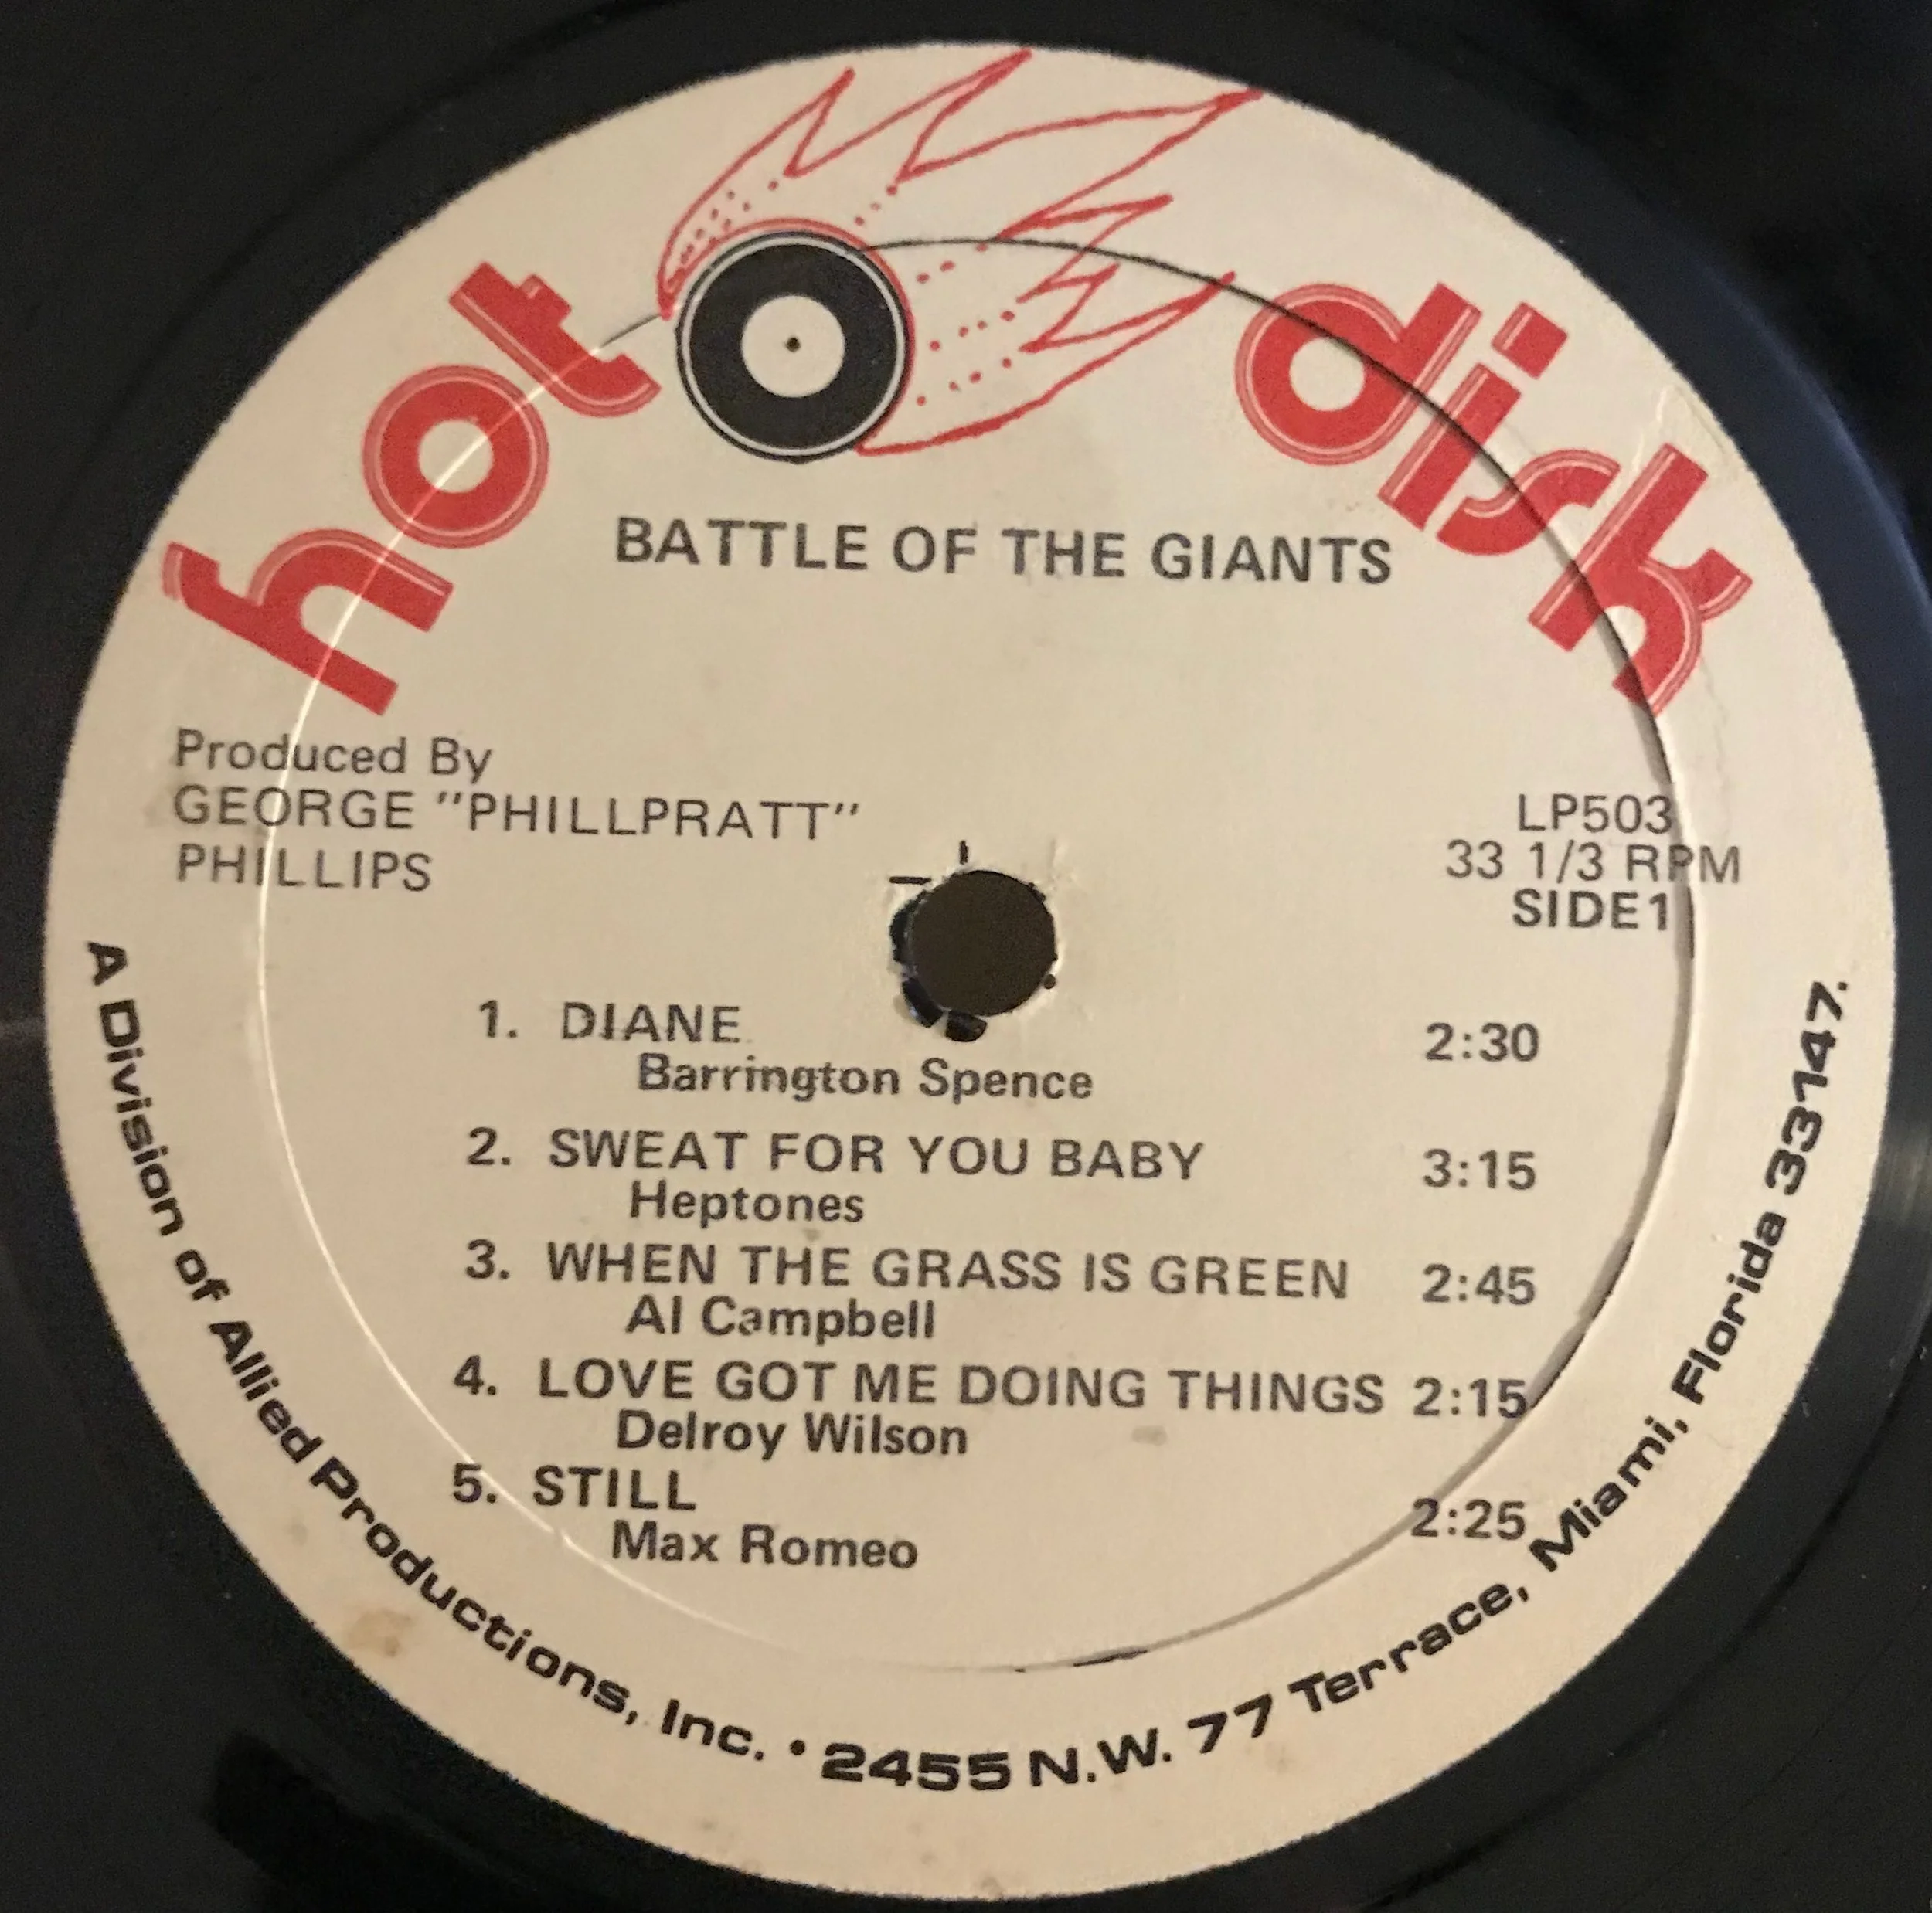 hot disk
BATTLE OF THE GIANTS
Produced By
GEORGE "PHILLPRATT"
PHILLIPS
LP503
33 1/3 RPM
SIDE1
1. DIANE 2:30
Barrington Spence
2. SWEAT FOR YOU BABY 3:15
Heptones
3. WHEN THE GRASS IS GREEN 2:45
Al Campbell
4. LOVE GOT ME DOING THINGS 2:15
Delroy Wilson
5. STILL 2:25
Max Romeo
A Division of Allied Productions, Inc. • 2455 N.W. 77 Terrace, Miami, Florida 33147.